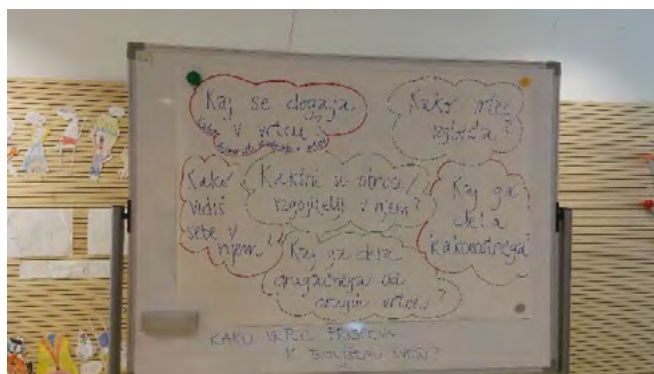 Kaj se dogaja
v vrtcu?
Kako
izgleda?
Kako
vidiš
sebe v
njem?
Kakšni so otroci/
vzgojitelji v njem?
Kaj ga
dela
kakovostnega
Kaj ga dela
drugačnega od
drugih vrtcev?
KAKO VRTEC PRISPEVA
K BOLJŠEMU SVETU?